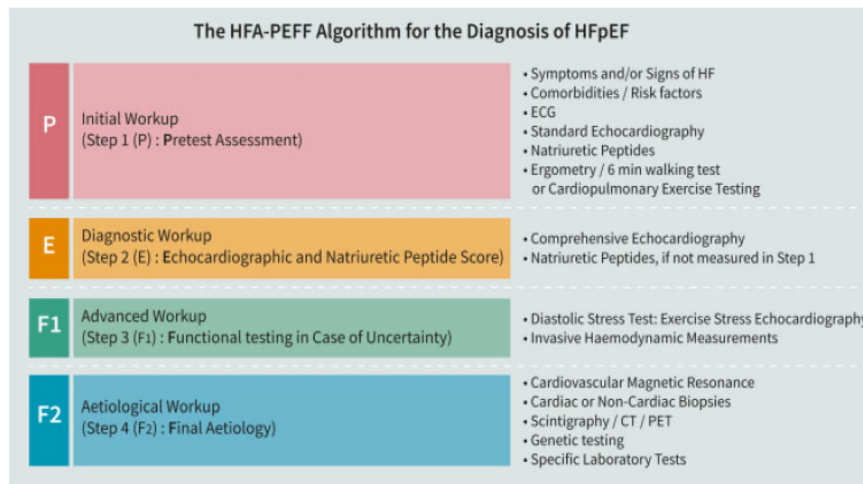 The HFA-PEFF Algorithm for the Diagnosis of HFpEF
P
Initial Workup
(Step 1 (P) : Pretest Assessment)
• Symptoms and/or Signs of HF
• Comorbidities / Risk factors
• ECG
• Standard Echocardiography
• Natriuretic Peptides
• Ergometry / 6 min walking test
or Cardiopulmonary Exercise Testing
E
Diagnostic Workup
(Step 2 (E) : Echocardiographic and Natriuretic Peptide Score)
• Comprehensive Echocardiography
• Natriuretic Peptides, if not measured in Step 1
F1
Advanced Workup
(Step 3 (F1) : Functional testing in Case of Uncertainty)
• Diastolic Stress Test: Exercise Stress Echocardiography
• Invasive Haemodynamic Measurements
F2
Aetiological Workup
(Step 4 (F2) : Final Aetiology)
• Cardiovascular Magnetic Resonance
• Cardiac or Non-Cardiac Biopsies
• Scintigraphy / CT / PET
• Genetic testing
• Specific Laboratory Tests